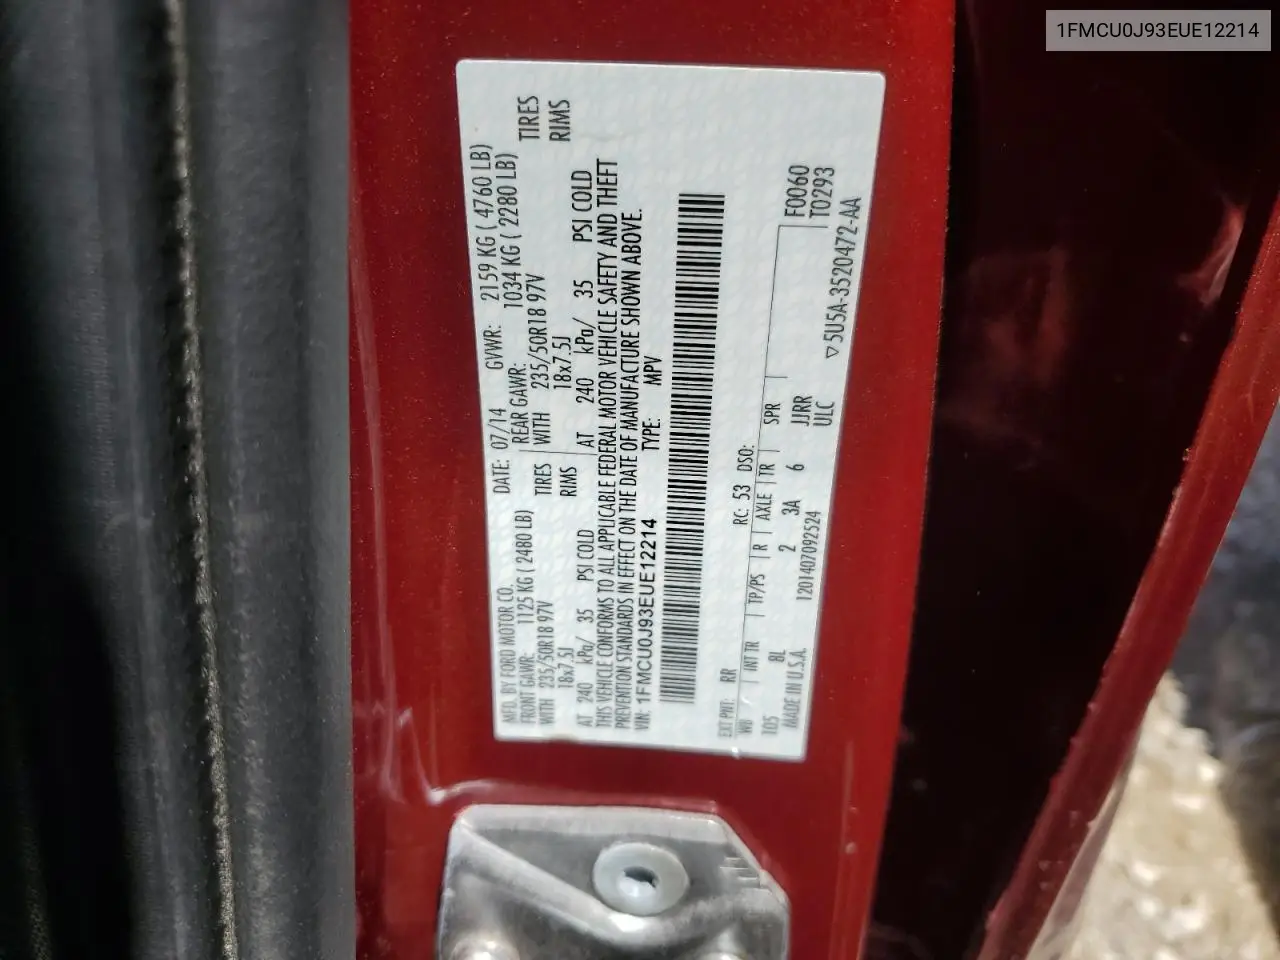 1FMCU0J93EUE12214
MFD. BY FORD MOTOR CO. DATE: 07/14 GVWR: 2159 KG ( 4760 LB)
FRONT GAWR: 1125 KG ( 2480 LB) REAR GAWR: 1034 KG ( 2280 LB)
WITH 235/50R18 97V TIRES WITH 235/50R18 97V TIRES
18x7.5J RIMS 18x7.5J RIMS
AT 240 kPa/ 35 PSI COLD AT 240 kPa/ 35 PSI COLD
THIS VEHICLE CONFORMS TO ALL APPLICABLE FEDERAL MOTOR VEHICLE SAFETY AND THEFT
PREVENTION STANDARDS IN EFFECT ON THE DATE OF MANUFACTURE SHOWN ABOVE.
VIN: 1FMCU0J93EUE12214 TYPE: MPV
EXT PNT: RR RC: 53 DSO:
WB INT TR TP/PS R AXLE TR SPR F0060
105 8L 2 3A 6 JJRR T0293
MADE IN U.S.A. 1201407092524 ULC ▽5U5A-3520472-AA